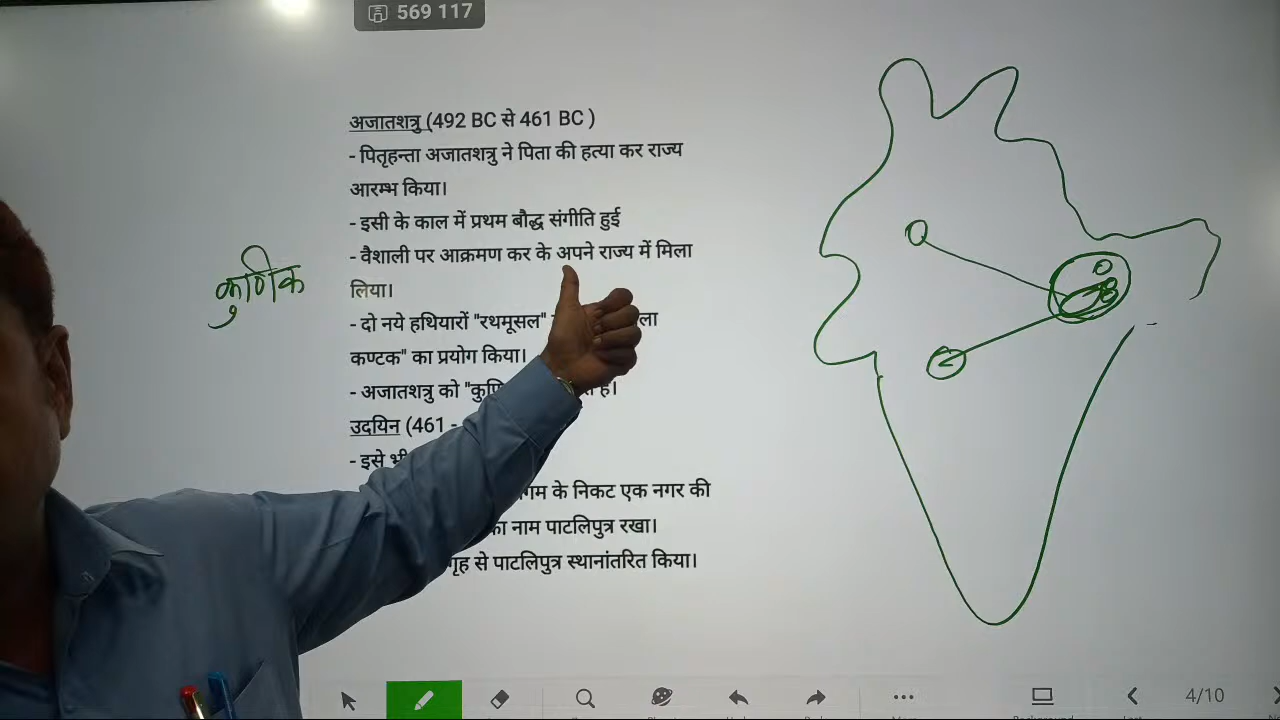 569 117
अजातशत्रु (492 BC से 461 BC )
- पितृहन्ता अजातशत्रु ने पिता की हत्या कर राज्य
आरम्भ किया।
- इसी के काल में प्रथम बौद्ध संगीति हुई
- वैशाली पर आक्रमण कर के अपने राज्य में मिला
लिया।
- दो नये हथियारों "रथमूसल"
कण्टक" का प्रयोग किया।
- अजातशत्रु को
उदयिन (461 -
- इसे
के निकट एक नगर की
का नाम पाटलिपुत्र रखा।
से पाटलिपुत्र स्थानांतरित किया।
कुणिक
2
4/10